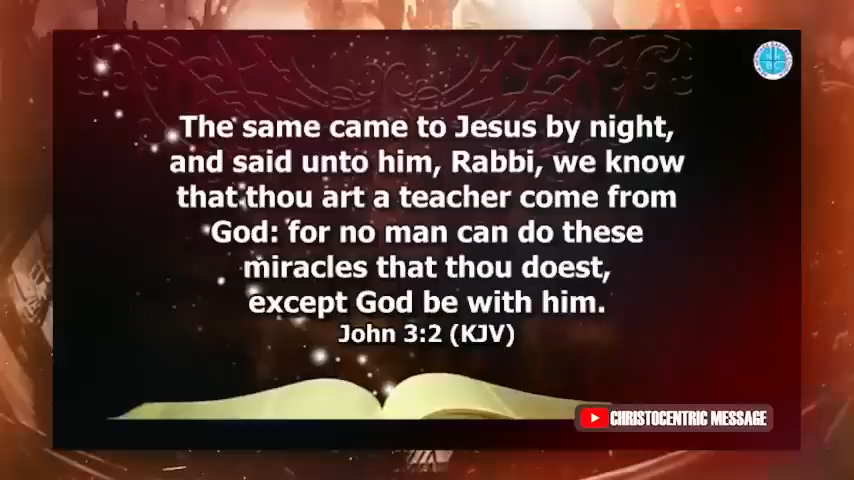 The same came to Jesus by night,
and said unto him, Rabbi, we know
that thou art a teacher come from
God: for no man can do these
miracles that thou doest,
except God be with him.
John 3:2 (KJV)
CHRISTOCENTRIC MESSAGE